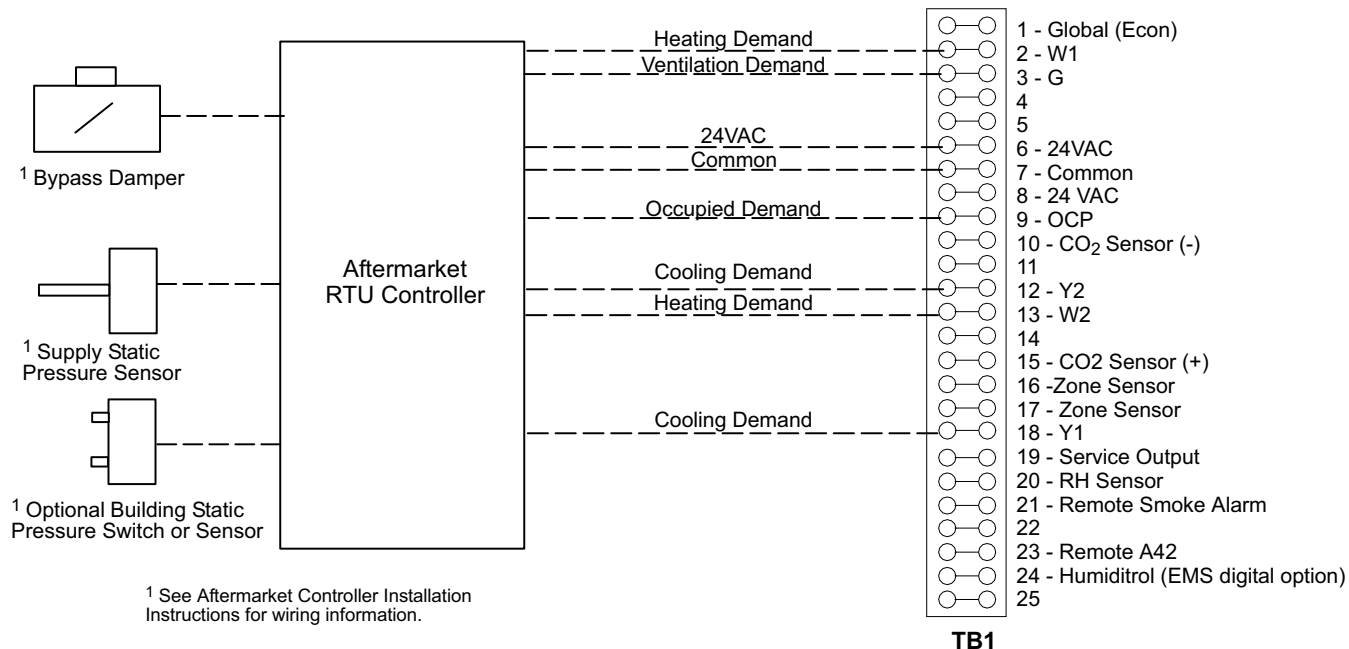 1 Bypass Damper
1 Supply Static
Pressure Sensor
1 Optional Building Static
Pressure Switch or Sensor
Aftermarket
RTU Controller
Heating Demand
Ventilation Demand
24VAC
Common
Occupied Demand
Cooling Demand
Heating Demand
Cooling Demand
1 - Global (Econ)
2 - W1
3 - G
4
5
6 - 24VAC
7 - Common
8 - 24 VAC
9 - OCP
10 - CO2 Sensor (-)
11
12 - Y2
13 - W2
14
15 - CO2 Sensor (+)
16 -Zone Sensor
17 - Zone Sensor
18 - Y1
19 - Service Output
20 - RH Sensor
21 - Remote Smoke Alarm
22
23 - Remote A42
24 - Humiditrol (EMS digital option)
25
TB1
1 See Aftermarket Controller Installation
Instructions for wiring information.